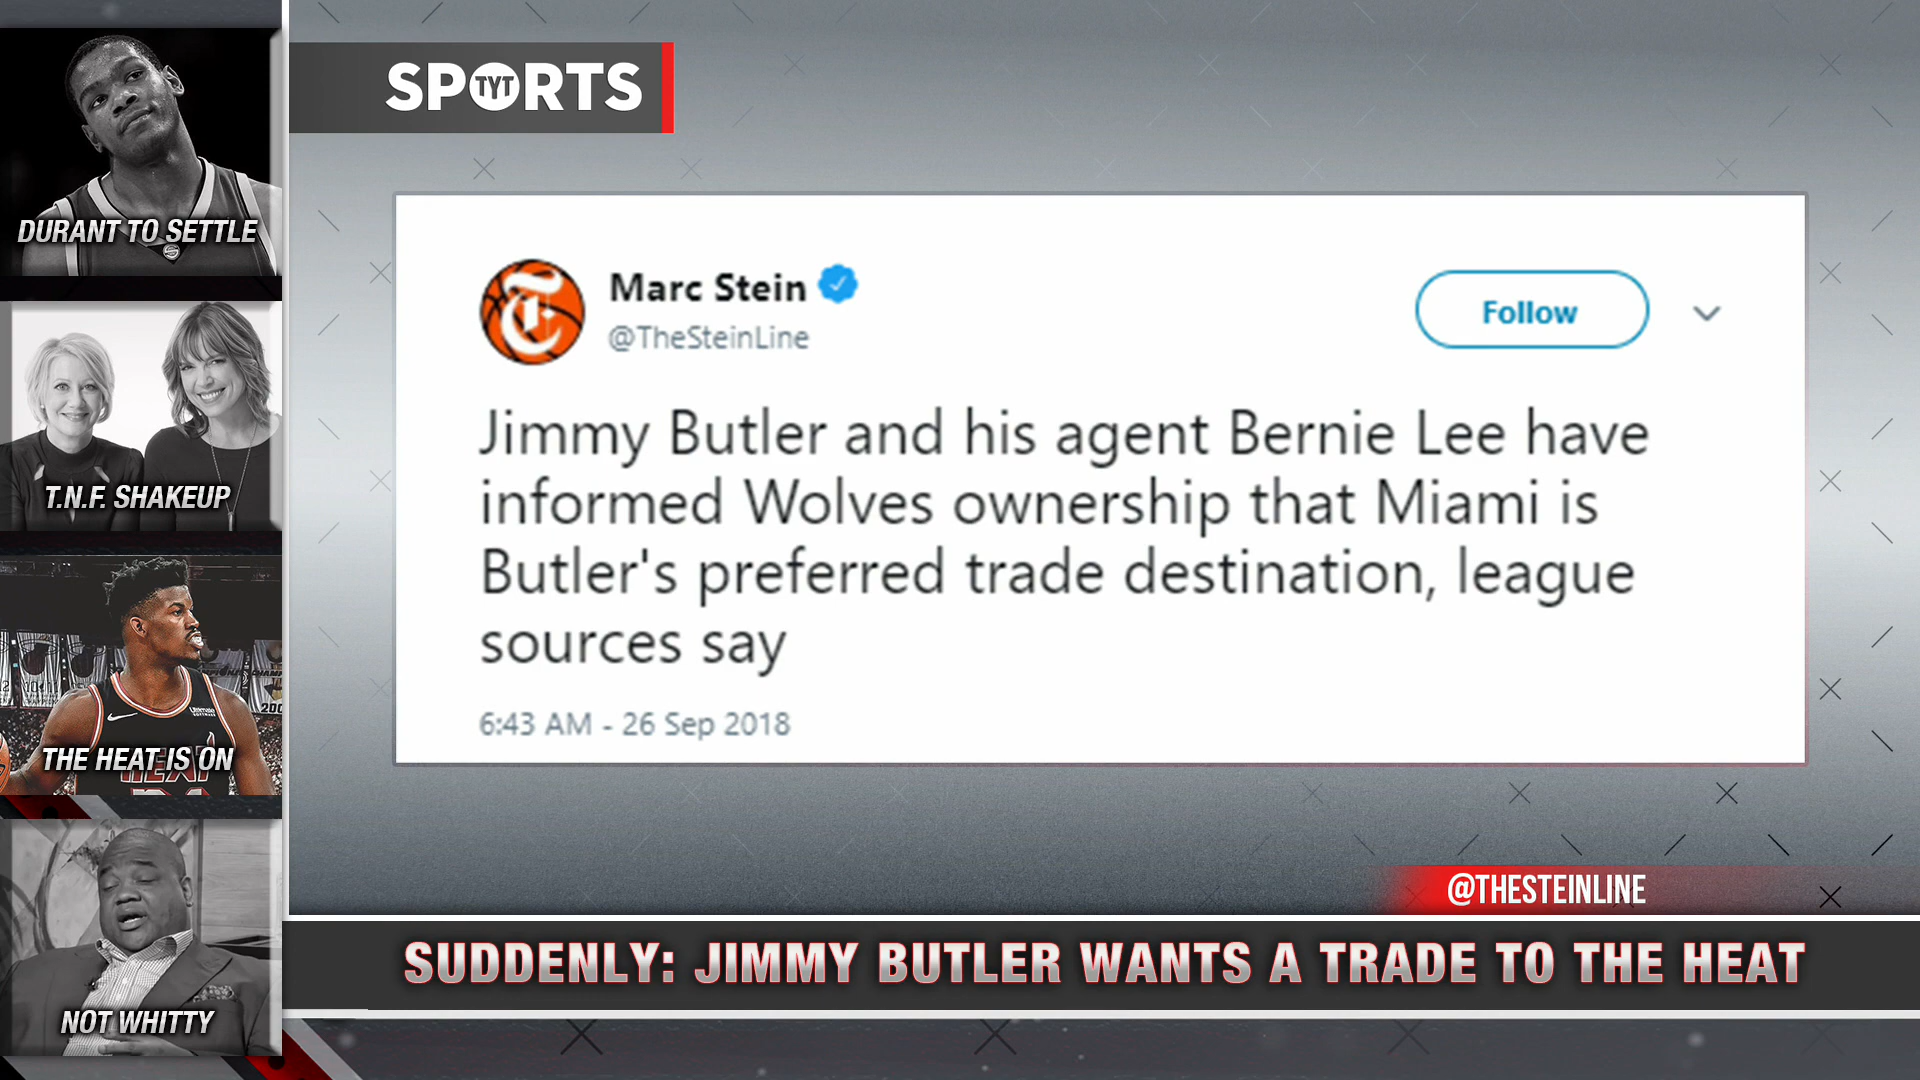 SPORTS
TYT
DURANT TO SETTLE
T.N.F. SHAKEUP
THE HEAT IS ON
HEAT
NOT WHITTY
Marc Stein
@TheSteinLine
Follow
Jimmy Butler and his agent Bernie Lee have
informed Wolves ownership that Miami is
Butler's preferred trade destination, league
sources say
6:43 AM - 26 Sep 2018
@THESTEINLINE
SUDDENLY: JIMMY BUTLER WANTS A TRADE TO THE HEAT